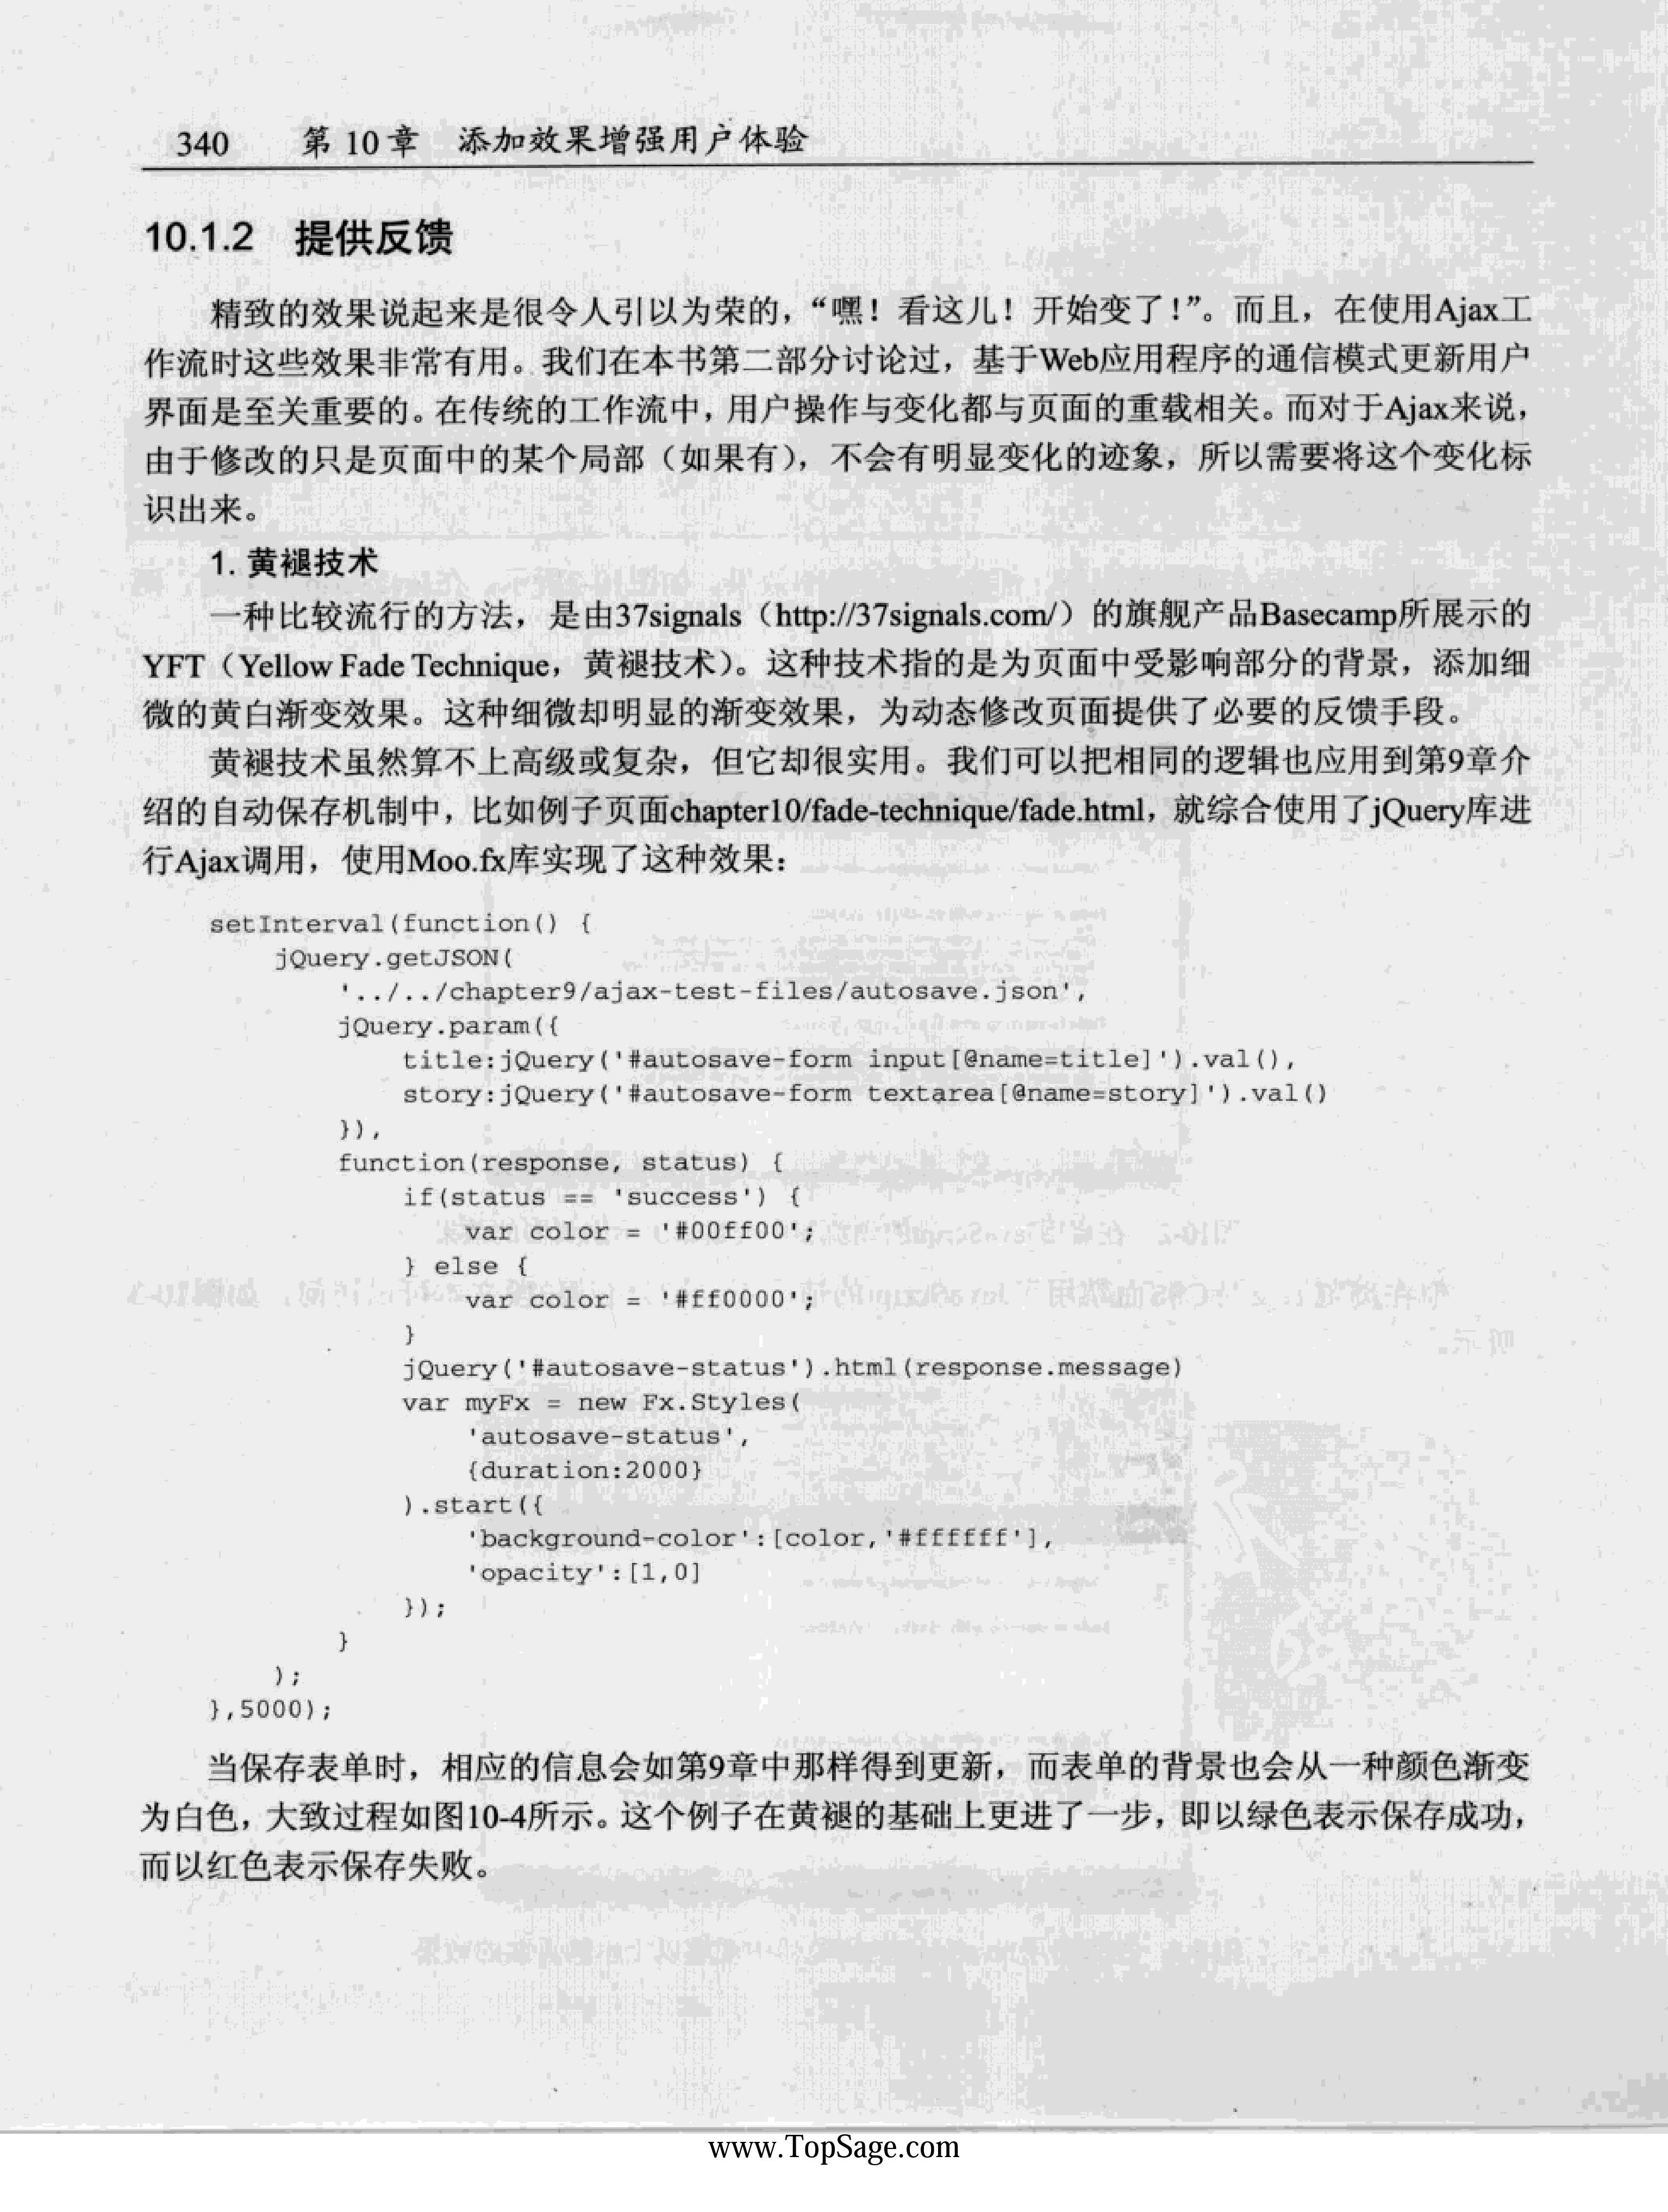 340 第 10 章 添加效果增强用户体验
10.1.2 提供反馈
精致的效果说起来是很令人引以为荣的，“嘿！看这儿！开始变了！”。而且，在使用Ajax工
作流时这些效果非常有用。我们在本书第二部分讨论过，基于Web应用程序的通信模式更新用户
界面是至关重要的。在传统的工作流中，用户操作与变化都与页面的重载相关。而对于Ajax来说，
由于修改的只是页面中的某个局部（如果有），不会有明显变化的迹象，所以需要将这个变化标
识出来。
1. 黄褪技术
一种比较流行的方法，是由37signals（http://37signals.com/）的旗舰产品Basecamp所展示的
YFT（Yellow Fade Technique，黄褪技术）。这种技术指的是为页面中受影响部分的背景，添加细
微的黄白渐变效果。这种细微却明显的渐变效果，为动态修改页面提供了必要的反馈手段。
黄褪技术虽然算不上高级或复杂，但它却很实用。我们可以把相同的逻辑也应用到第9章介
绍的自动保存机制中，比如例子页面chapter10/fade-technique/fade.html，就综合使用了jQuery库进
行Ajax调用，使用Moo.fx库实现了这种效果：
setInterval(function() {
jQuery.getJSON(
'../../chapter9/ajax-test-files/autosave.json',
jQuery.param({
title:jQuery('#autosave-form input[@name=title]').val(),
story:jQuery('#autosave-form textarea[@name=story]').val()
}),
function(response, status) {
if(status == 'success') {
var color = '#00ff00';
} else {
var color = '#ff0000';
}
jQuery('#autosave-status').html(response.message)
var myFx = new Fx.Styles(
'autosave-status',
{duration:2000}
).start({
'background-color':[color,'#ffffff'],
'opacity':[1,0]
});
}
);
},5000);
当保存表单时，相应的信息会如第9章中那样得到更新，而表单的背景也会从一种颜色渐变
为白色，大致过程如图10-4所示。这个例子在黄褪的基础上更进了一步，即以绿色表示保存成功，
而以红色表示保存失败。
www.TopSage.com